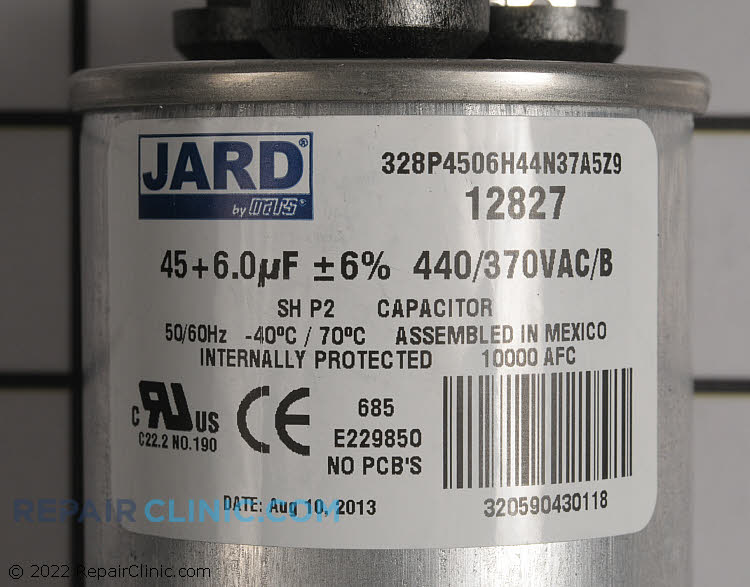 JARD®
by MARS®
328P4506H44N37A5Z9
12827
45+6.0µF ±6% 440/370VAC/B
SH P2 CAPACITOR
50/60Hz -40ºC / 70ºC ASSEMBLED IN MEXICO
INTERNALLY PROTECTED 10000 AFC
C RU US
C22.2 NO.190
CE
685
E229850
NO PCB'S
DATE: Aug 10, 2013
320590430118
REPAIRCLINIC.COM
© 2022 RepairClinic.com